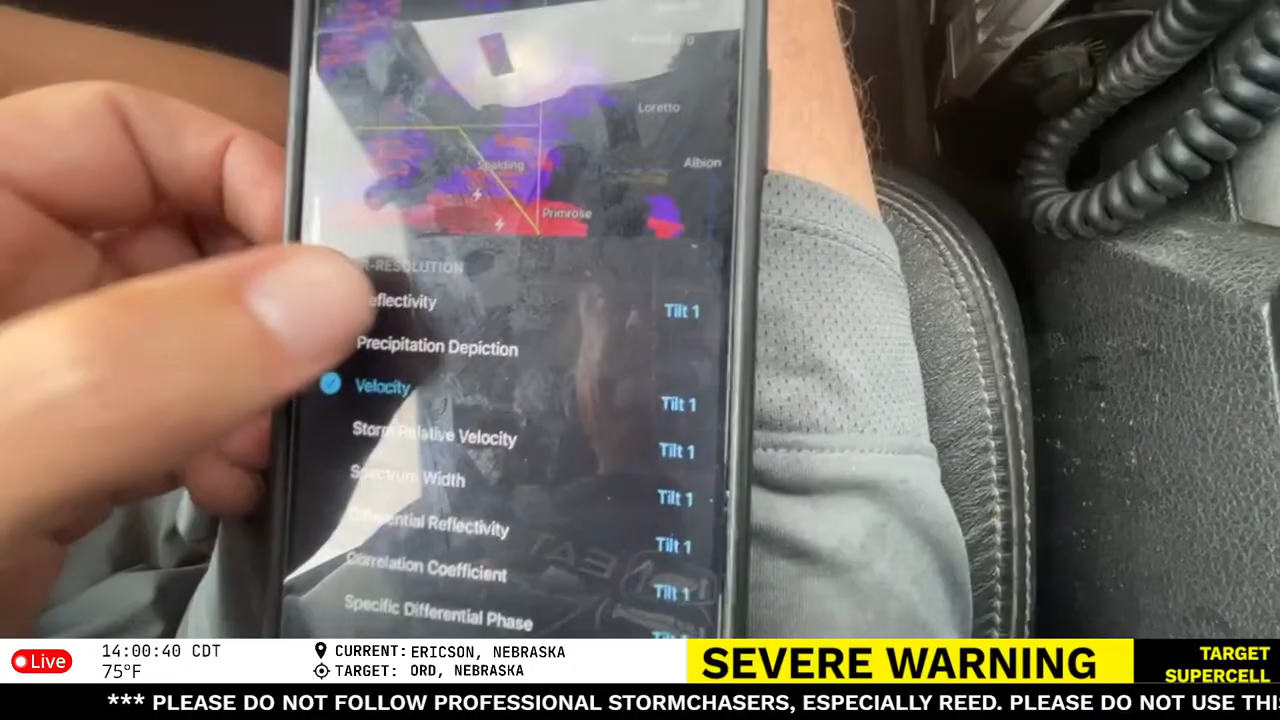 Loretto
Spalding
Albion
Primrose
R-RESOLUTION
eflectivity
Tilt 1
Precipitation Depiction
Velocity
Tilt 1
Storm Relative Velocity
Tilt 1
Spectrum Width
Tilt 1
Differential Reflectivity
Tilt 1
Correlation Coefficient
Tilt 1
Specific Differential Phase
Live
14:00:40 CDT
75°F
CURRENT: ERICSON, NEBRASKA
TARGET: ORD, NEBRASKA
SEVERE WARNING
TARGET
SUPERCELL
*** PLEASE DO NOT FOLLOW PROFESSIONAL STORMCHASERS, ESPECIALLY REED. PLEASE DO NOT USE THI